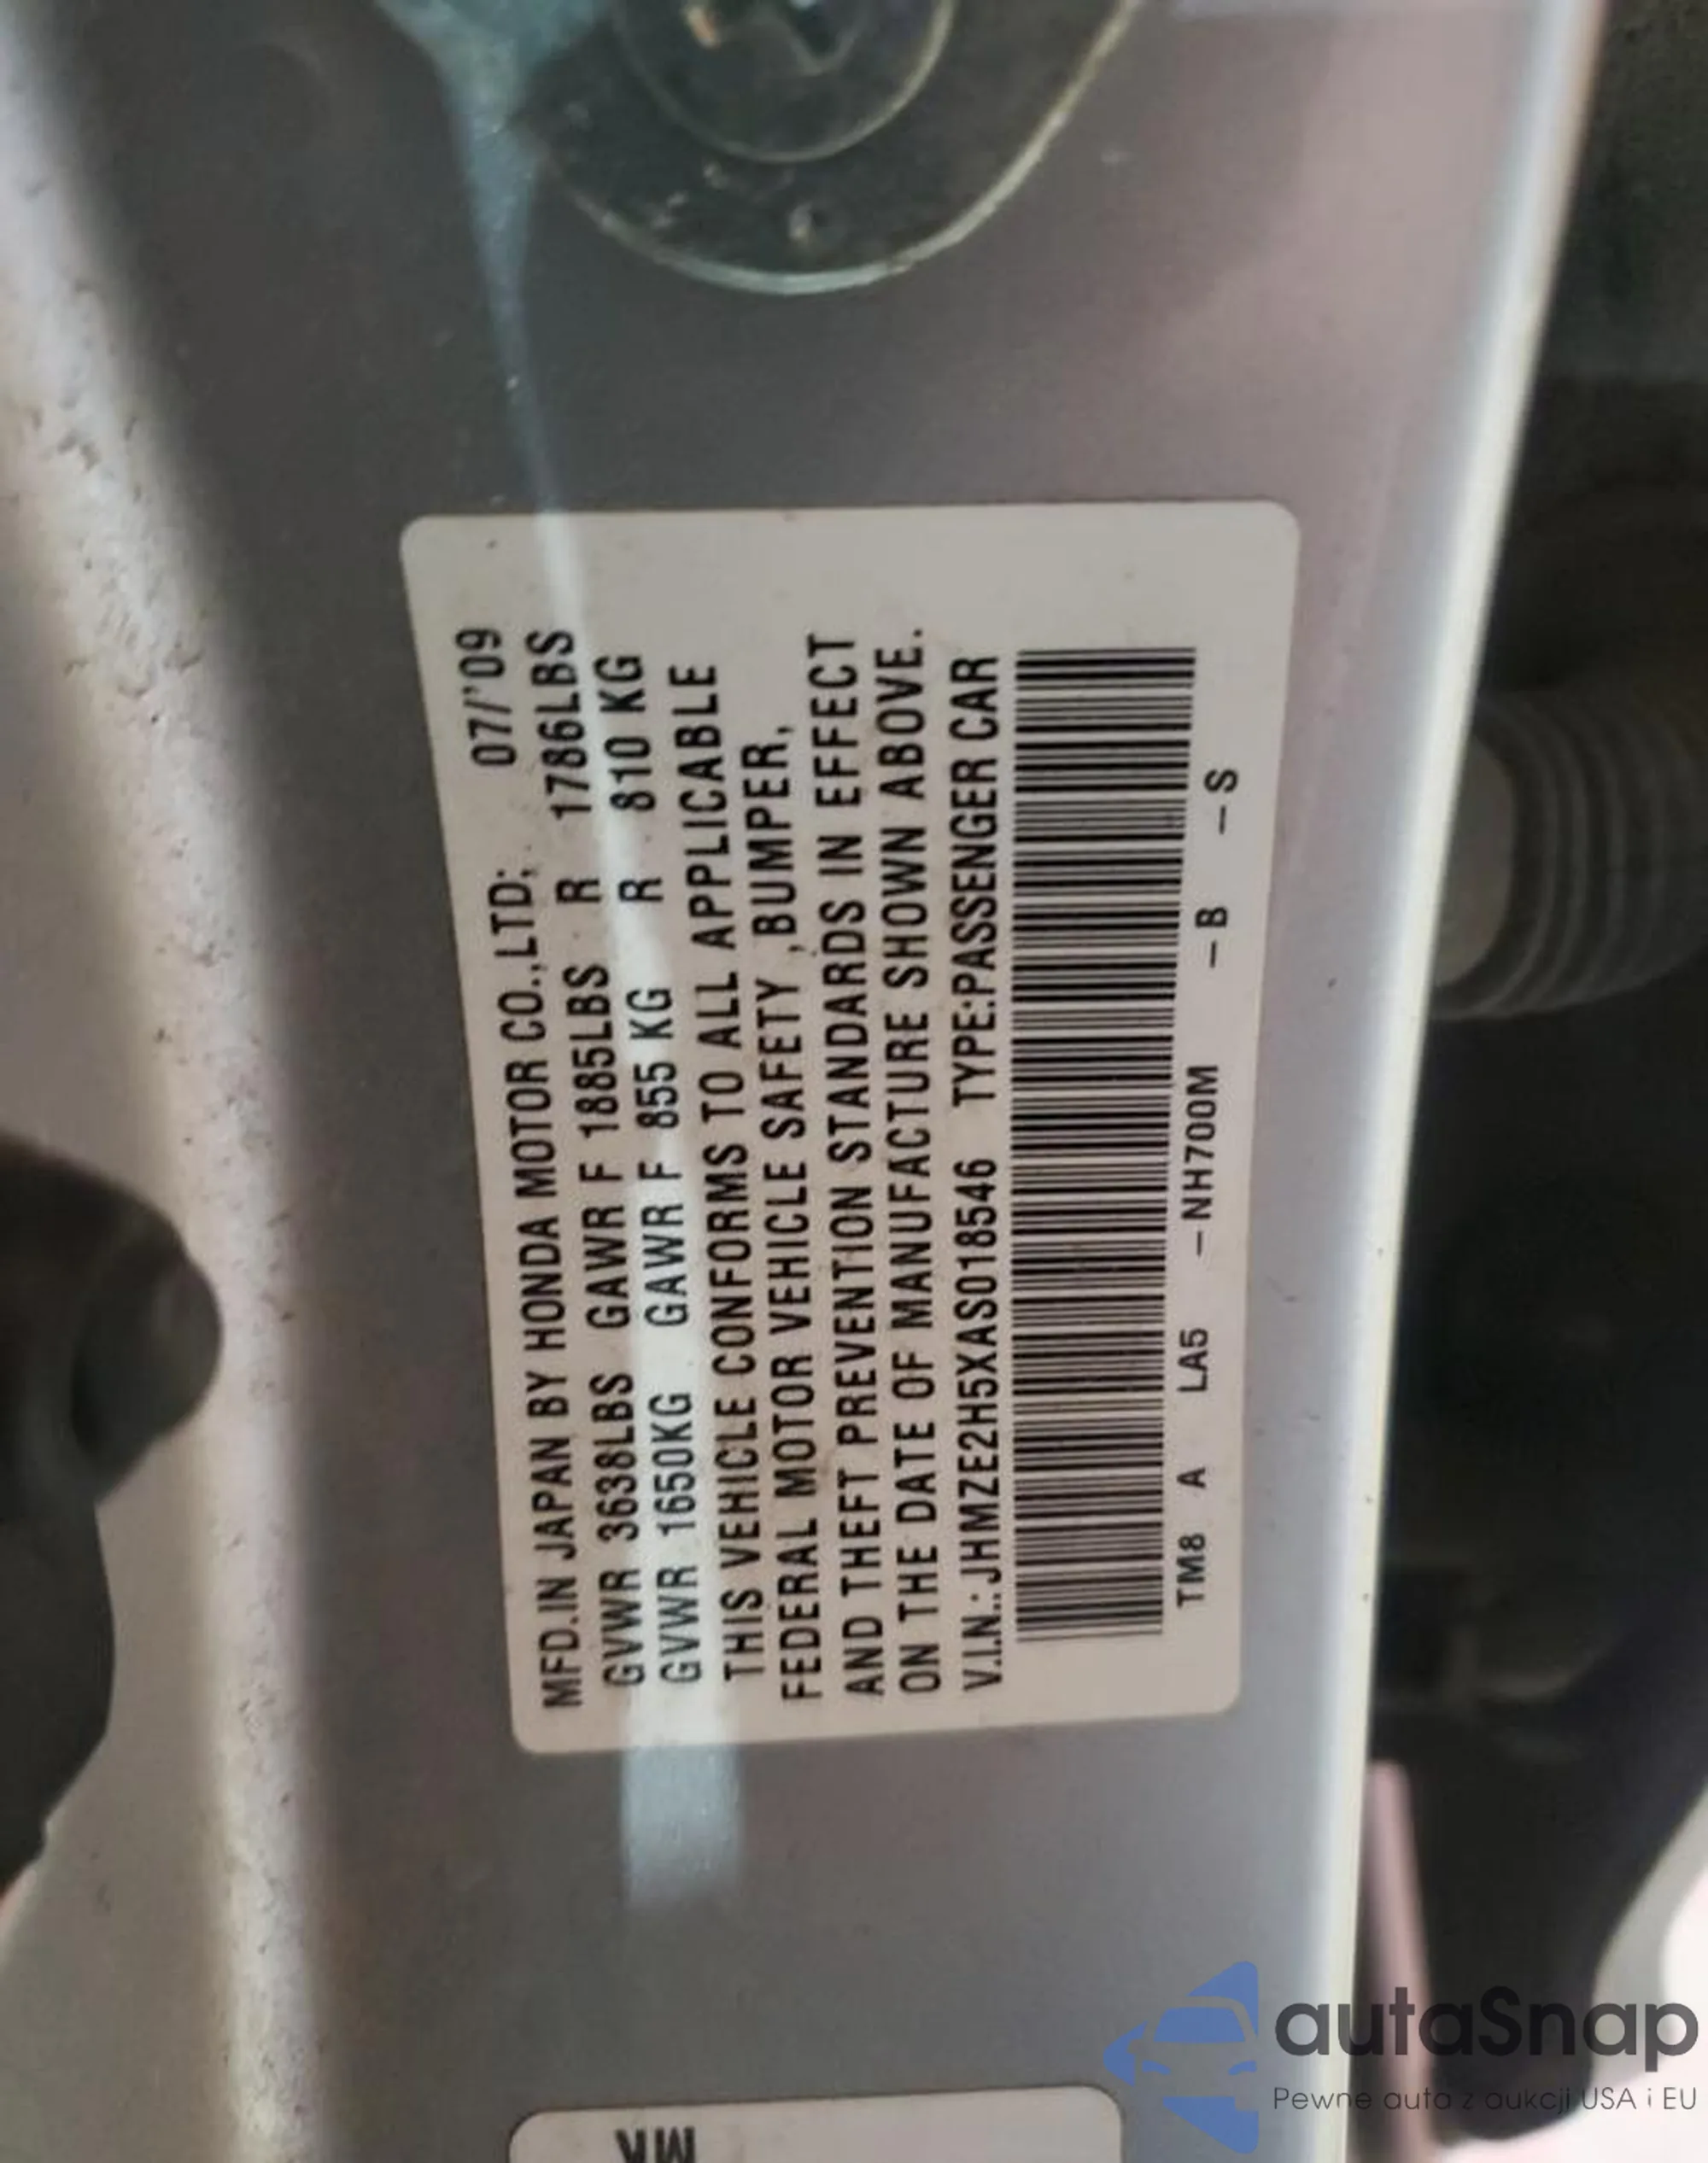 MFD.IN JAPAN BY HONDA MOTOR CO.,LTD. 07/'09
GVWR 3638LBS GAWR F 1885LBS R 1786LBS
GVWR 1650KG GAWR F 855 KG R 810 KG
THIS VEHICLE CONFORMS TO ALL APPLICABLE
FEDERAL MOTOR VEHICLE SAFETY ,BUMPER,
AND THEFT PREVENTION STANDARDS IN EFFECT
ON THE DATE OF MANUFACTURE SHOWN ABOVE.
V.I.N.: JHMZE2H5XAS018546 TYPE:PASSENGER CAR
TM8 A LA5 -NH700M -B -S
autaSnap
Pewne auta z aukcji USA i EU